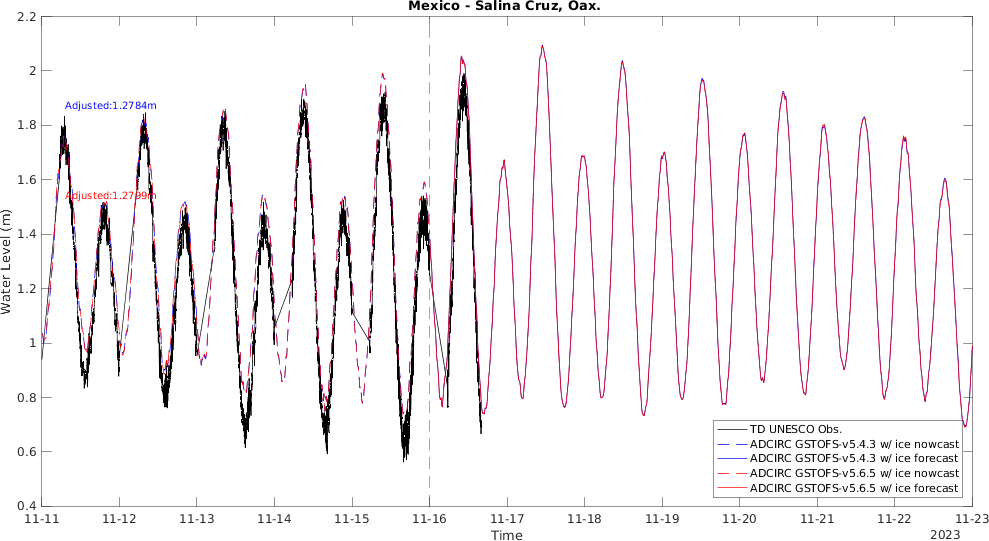 Mexico - Salina Cruz, Oax.
2.2
2
1.8
1.6
1.4
1.2
1
0.8
0.6
0.4
Water Level (m)
Adjusted:1.2784m
Adjusted:1.2799m
TD UNESCO Obs.
ADCIRC GSTOFS-v5.4.3 w/ ice nowcast
ADCIRC GSTOFS-v5.4.3 w/ ice forecast
ADCIRC GSTOFS-v5.6.5 w/ ice nowcast
ADCIRC GSTOFS-v5.6.5 w/ ice forecast
11-11 11-12 11-13 11-14 11-15 11-16 11-17 11-18 11-19 11-20 11-21 11-22 11-23
Time
2023